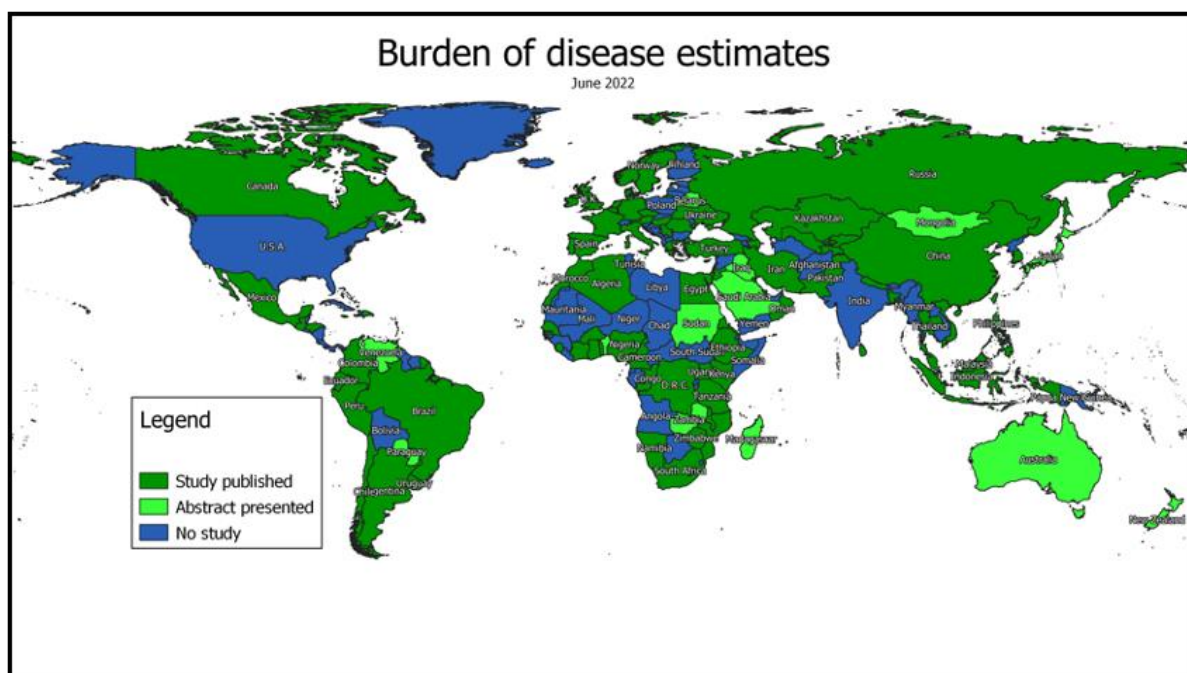 Burden of disease estimates
June 2022
Canada
U.S.A
Mexico
Venezuela
Colombia
Ecuador
Peru
Brazil
Bolivia
Paraguay
Uruguay
Norway
Poland
Belarus
Ukraine
Spain
Turkey
Russia
Kazakhstan
Mongolia
China
Japan
Morocco
Algeria
Tunisia
Libya
Egypt
Iraq
Iran
Afghanistan
Pakistan
India
Saudi Arabia
Oman
Yemen
Myanmar
Thailand
Philippines
Malaysia
Indonesia
Papua New Guinea
Mauritania
Mali
Niger
Chad
Sudan
Nigeria
Cameroon
South Sudan
Ethiopia
Somalia
Kenya
Congo
D.R.C
Tanzania
Angola
Zambia
Zimbabwe
Namibia
Madagascar
South Africa
Australia
New Zealand
Legend
Study published
Abstract presented
No study